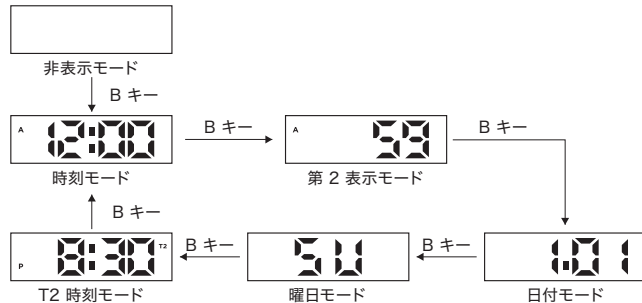 非表示モード
B キー
A 12:00
B キー
A 59
B キー
時刻モード
第 2 表示モード
B キー
P 8:30 T2
B キー
SU
B キー
1.01
T2 時刻モード
曜日モード
日付モード